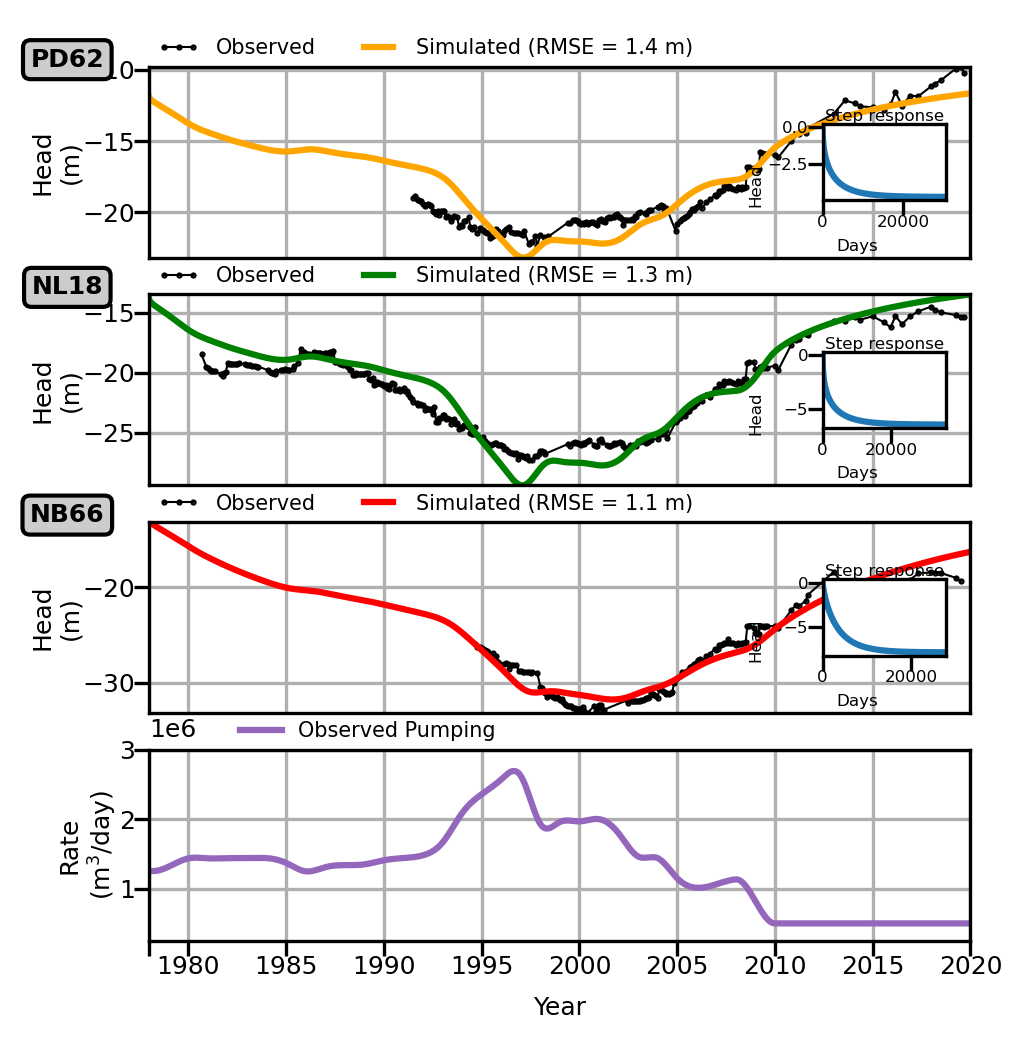 PD62
Observed
Simulated (RMSE = 1.4 m)
−10
−15
−20
Head
(m)
Step response
0.0
−2.5
Head
0
20000
Days
NL18
Observed
Simulated (RMSE = 1.3 m)
−15
−20
−25
Head
(m)
Step response
0
−5
Head
0
20000
Days
NB66
Observed
Simulated (RMSE = 1.1 m)
−20
−30
Head
(m)
Step response
0
−5
Head
0
20000
Days
1e6
Observed Pumping
3
2
1
Rate
(m³/day)
1980 1985 1990 1995 2000 2005 2010 2015 2020
Year